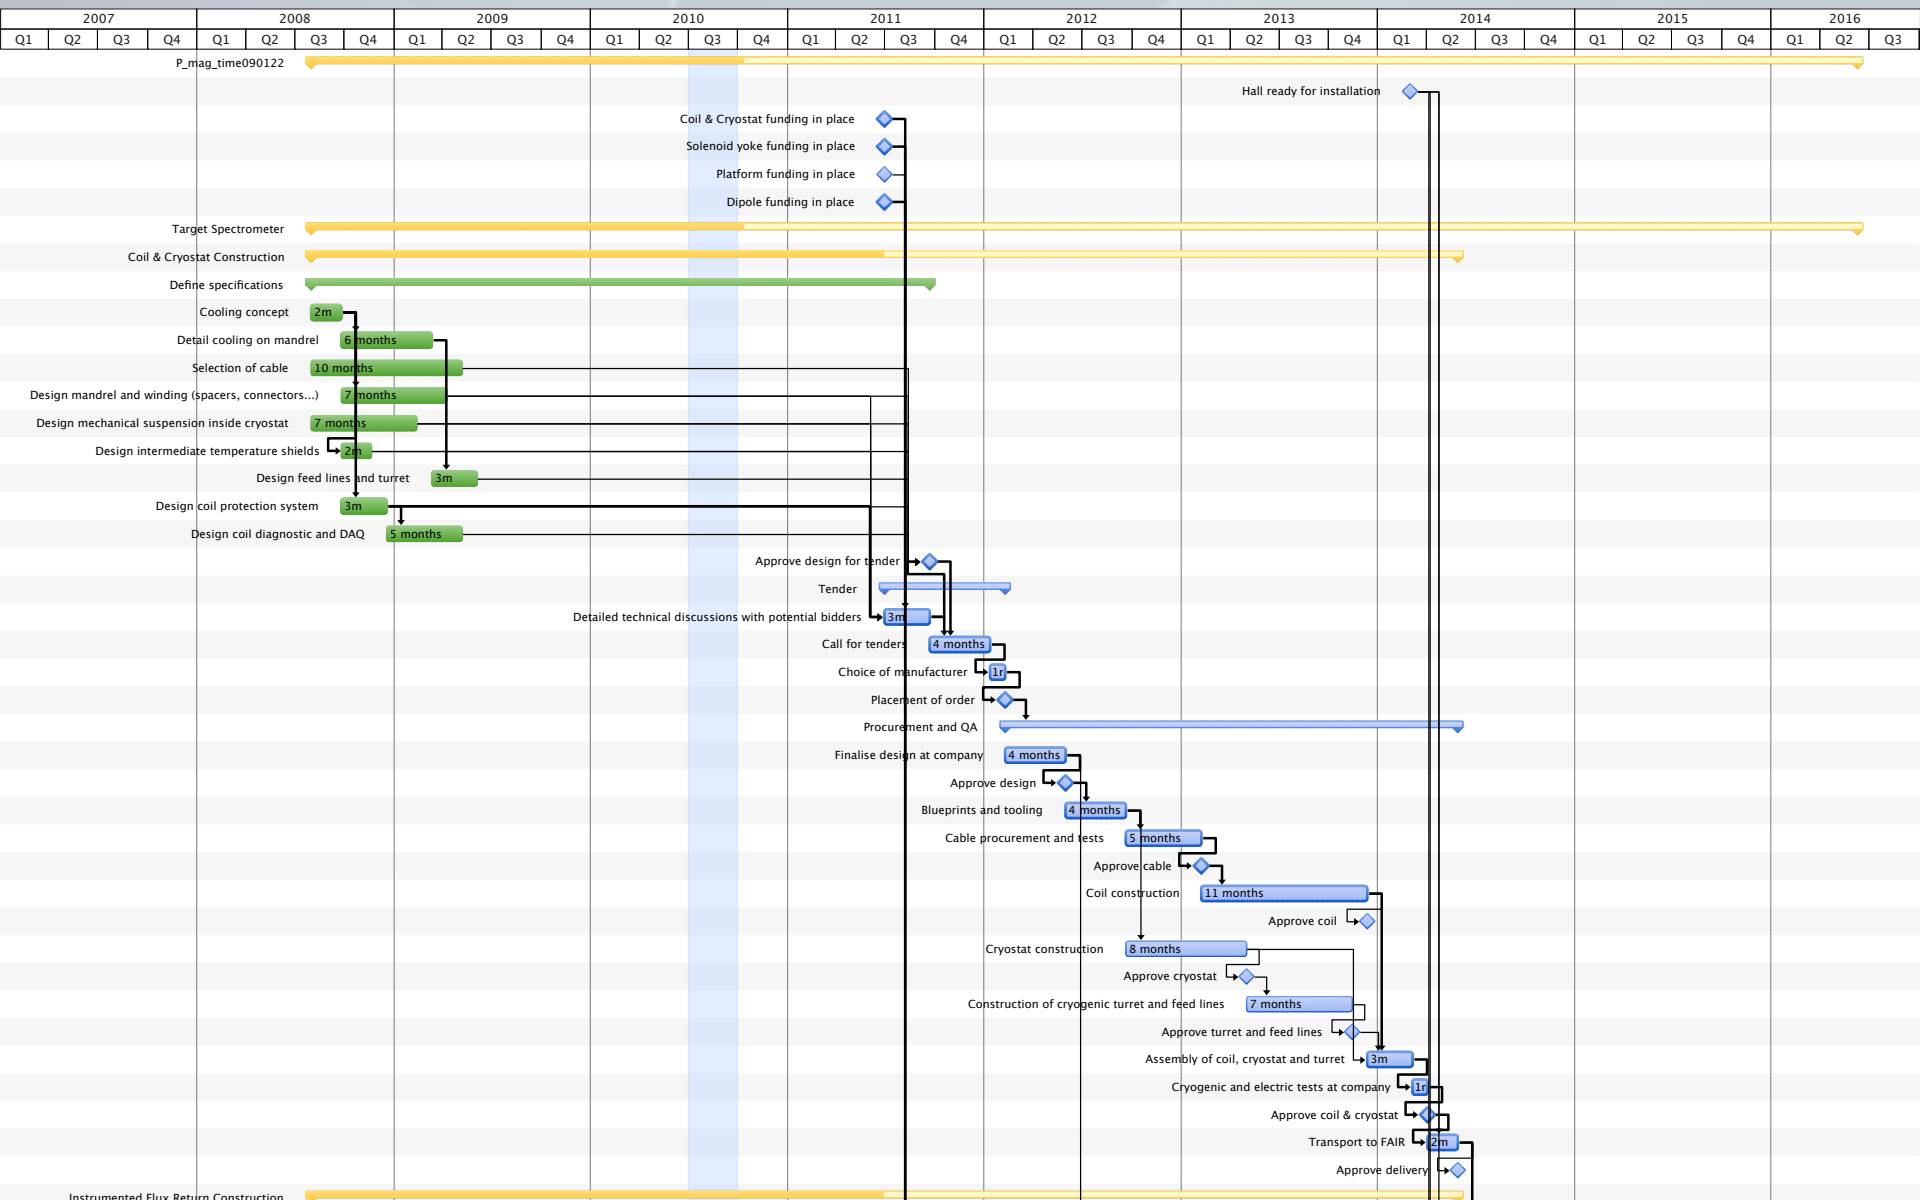 2007 2008 2009 2010 2011 2012 2013 2014 2015 2016
Q1 Q2 Q3 Q4 Q1 Q2 Q3 Q4 Q1 Q2 Q3 Q4 Q1 Q2 Q3 Q4 Q1 Q2 Q3 Q4 Q1 Q2 Q3 Q4 Q1 Q2 Q3 Q4 Q1 Q2 Q3 Q4 Q1 Q2 Q3 Q4 Q1 Q2 Q3
P_mag_time090122
Hall ready for installation
Coil & Cryostat funding in place
Solenoid yoke funding in place
Platform funding in place
Dipole funding in place
Target Spectrometer
Coil & Cryostat Construction
Define specifications
Cooling concept 2m
Detail cooling on mandrel 6 months
Selection of cable 10 months
Design mandrel and winding (spacers, connectors...) 7 months
Design mechanical suspension inside cryostat 7 months
Design intermediate temperature shields 2m
Design feed lines and turret 3m
Design coil protection system 3m
Design coil diagnostic and DAQ 5 months
Approve design for tender
Tender
Detailed technical discussions with potential bidders 3m
Call for tenders 4 months
Choice of manufacturer 1r
Placement of order
Procurement and QA
Finalise design at company 4 months
Approve design
Blueprints and tooling 4 months
Cable procurement and tests 5 months
Approve cable
Coil construction 11 months
Approve coil
Cryostat construction 8 months
Approve cryostat
Construction of cryogenic turret and feed lines 7 months
Approve turret and feed lines
Assembly of coil, cryostat and turret 3m
Cryogenic and electric tests at company 1r
Approve coil & cryostat
Transport to FAIR 2m
Approve delivery
Instrumented Flux Return Construction